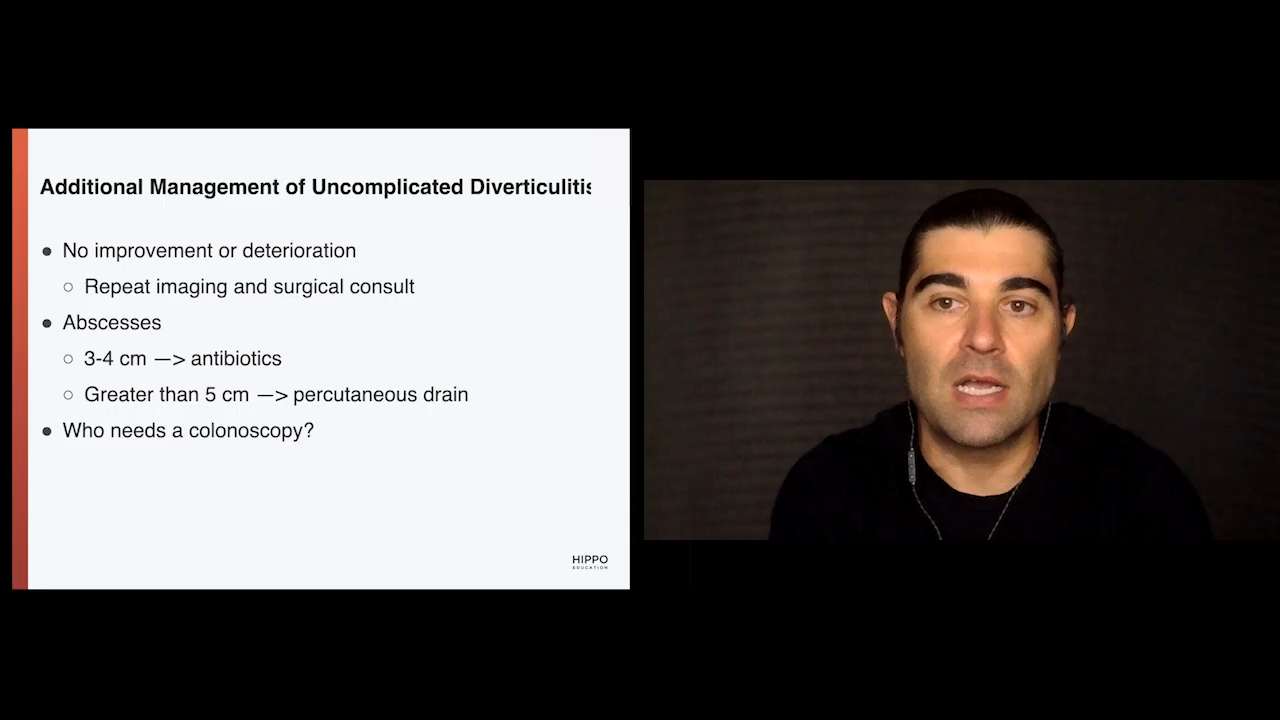 Additional Management of Uncomplicated Diverticulitis
No improvement or deterioration
Repeat imaging and surgical consult
Abscesses
3-4 cm —> antibiotics
Greater than 5 cm —> percutaneous drain
Who needs a colonoscopy?
HIPPO
EDUCATION